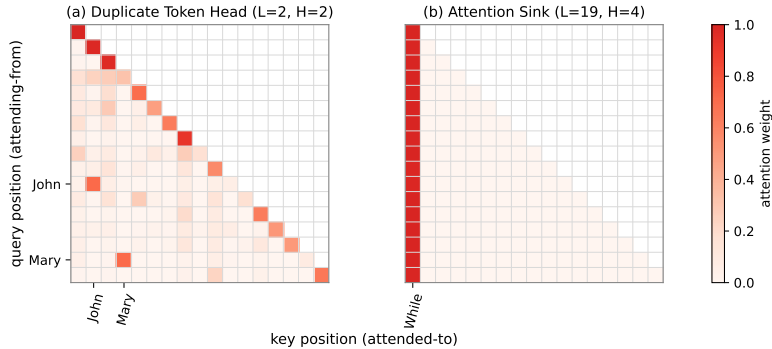 (a) Duplicate Token Head (L=2, H=2)
(b) Attention Sink (L=19, H=4)
query position (attending-from)
John
Mary
John
Mary
While
key position (attended-to)
1.0
0.8
0.6
0.4
0.2
0.0
attention weight